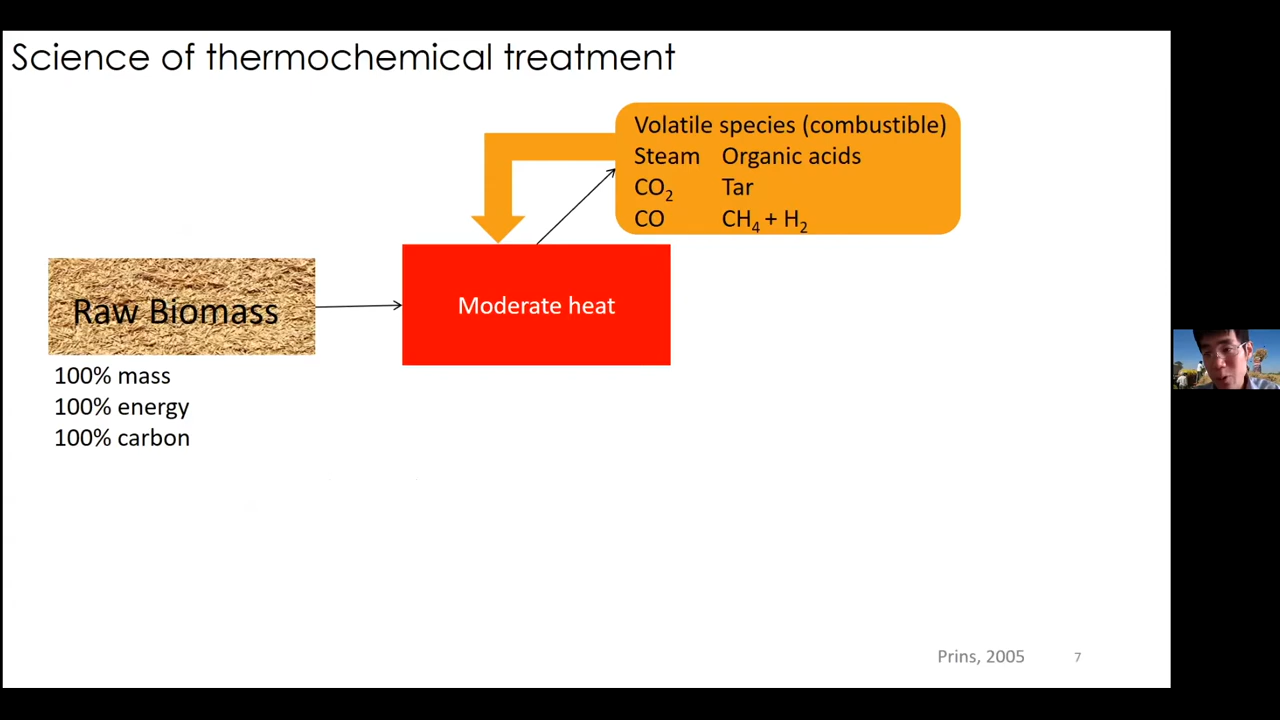 Science of thermochemical treatment
Volatile species (combustible)
Steam Organic acids
CO₂ Tar
CO CH₄ + H₂
Moderate heat
Raw Biomass
100% mass
100% energy
100% carbon
Prins, 2005 7